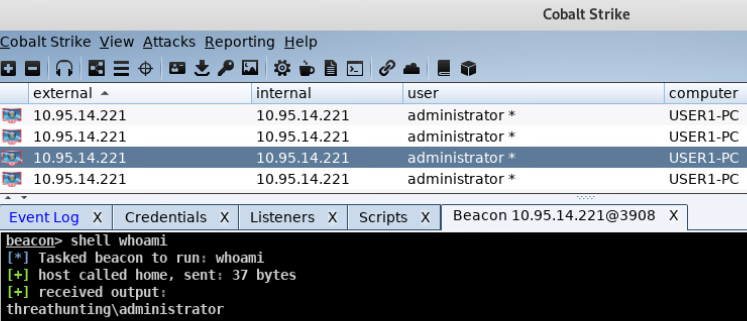 Cobalt Strike
Cobalt Strike View Attacks Reporting Help
external internal user computer
10.95.14.221 10.95.14.221 administrator * USER1-PC
10.95.14.221 10.95.14.221 administrator * USER1-PC
10.95.14.221 10.95.14.221 administrator * USER1-PC
10.95.14.221 10.95.14.221 administrator * USER1-PC
Event Log X Credentials X Listeners X Scripts X Beacon 10.95.14.221@3908 X
beacon> shell whoami
[*] Tasked beacon to run: whoami
[+] host called home, sent: 37 bytes
[+] received output:
threathunting\administrator